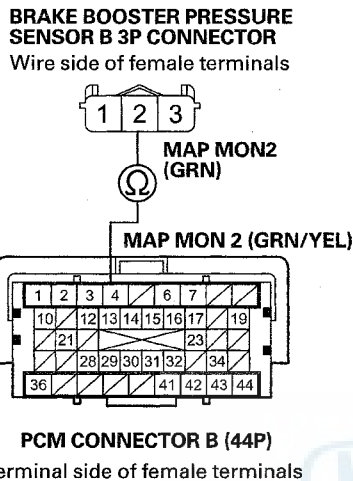 BRAKE BOOSTER PRESSURE
SENSOR B 3P CONNECTOR
Wire side of female terminals
1 2 3
MAP MON2
(GRN)
Ω
MAP MON 2 (GRN/YEL)
1 2 3 4 6 7
10 12 13 14 15 16 17 19
21 23
28 29 30 31 32 34
36 41 42 43 44
PCM CONNECTOR B (44P)
erminal side of female terminals